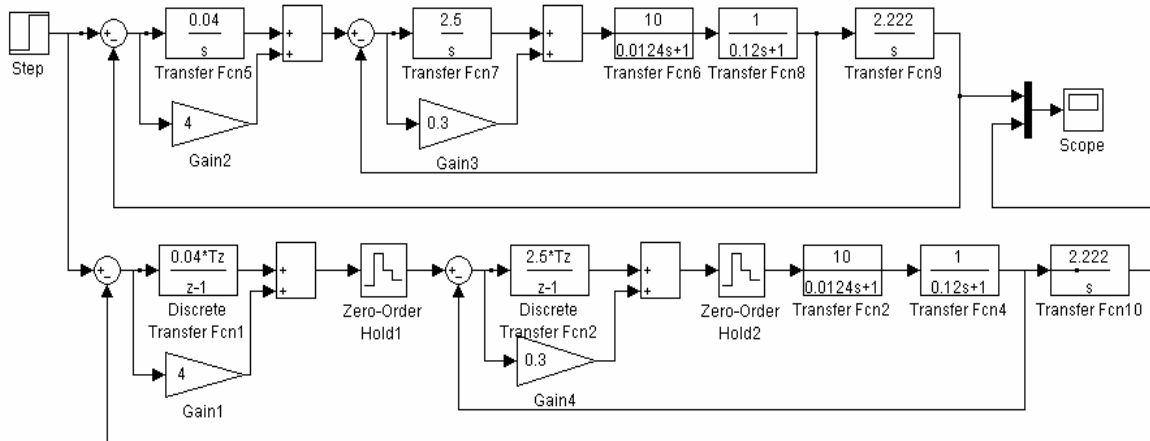 Step
+
-
0.04
s
Transfer Fcn5
4
Gain2
+
+
+
-
2.5
s
Transfer Fcn7
0.3
Gain3
+
+
10
0.0124s+1
Transfer Fcn6
1
0.12s+1
Transfer Fcn8
2.222
s
Transfer Fcn9
Scope
+
-
0.04*Tz
z-1
Discrete
Transfer Fcn1
4
Gain1
+
+
Zero-Order
Hold1
+
-
2.5*Tz
z-1
Discrete
Transfer Fcn2
0.3
Gain4
+
+
Zero-Order
Hold2
10
0.0124s+1
Transfer Fcn2
1
0.12s+1
Transfer Fcn4
2.222
s
Transfer Fcn10